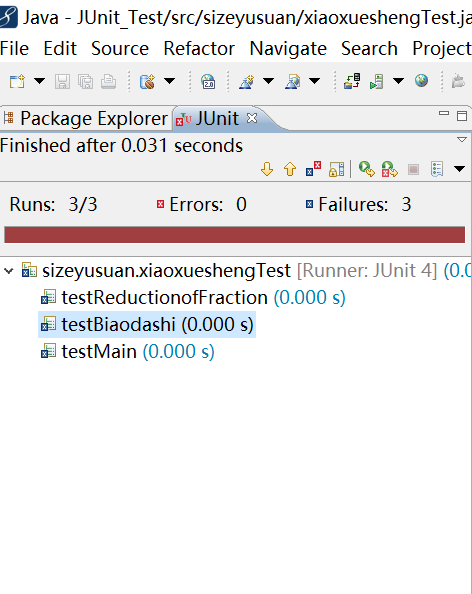 Java - JUnit_Test/src/sizeyusuan/xiaoxueshengTest.ja
File Edit Source Refactor Navigate Search Project
2.0
Package Explorer JUnit
Finished after 0.031 seconds
Runs: 3/3 Errors: 0 Failures: 3
sizeyusuan.xiaoxueshengTest [Runner: JUnit 4] (0.0
testReductionofFraction (0.000 s)
testBiaodashi (0.000 s)
testMain (0.000 s)